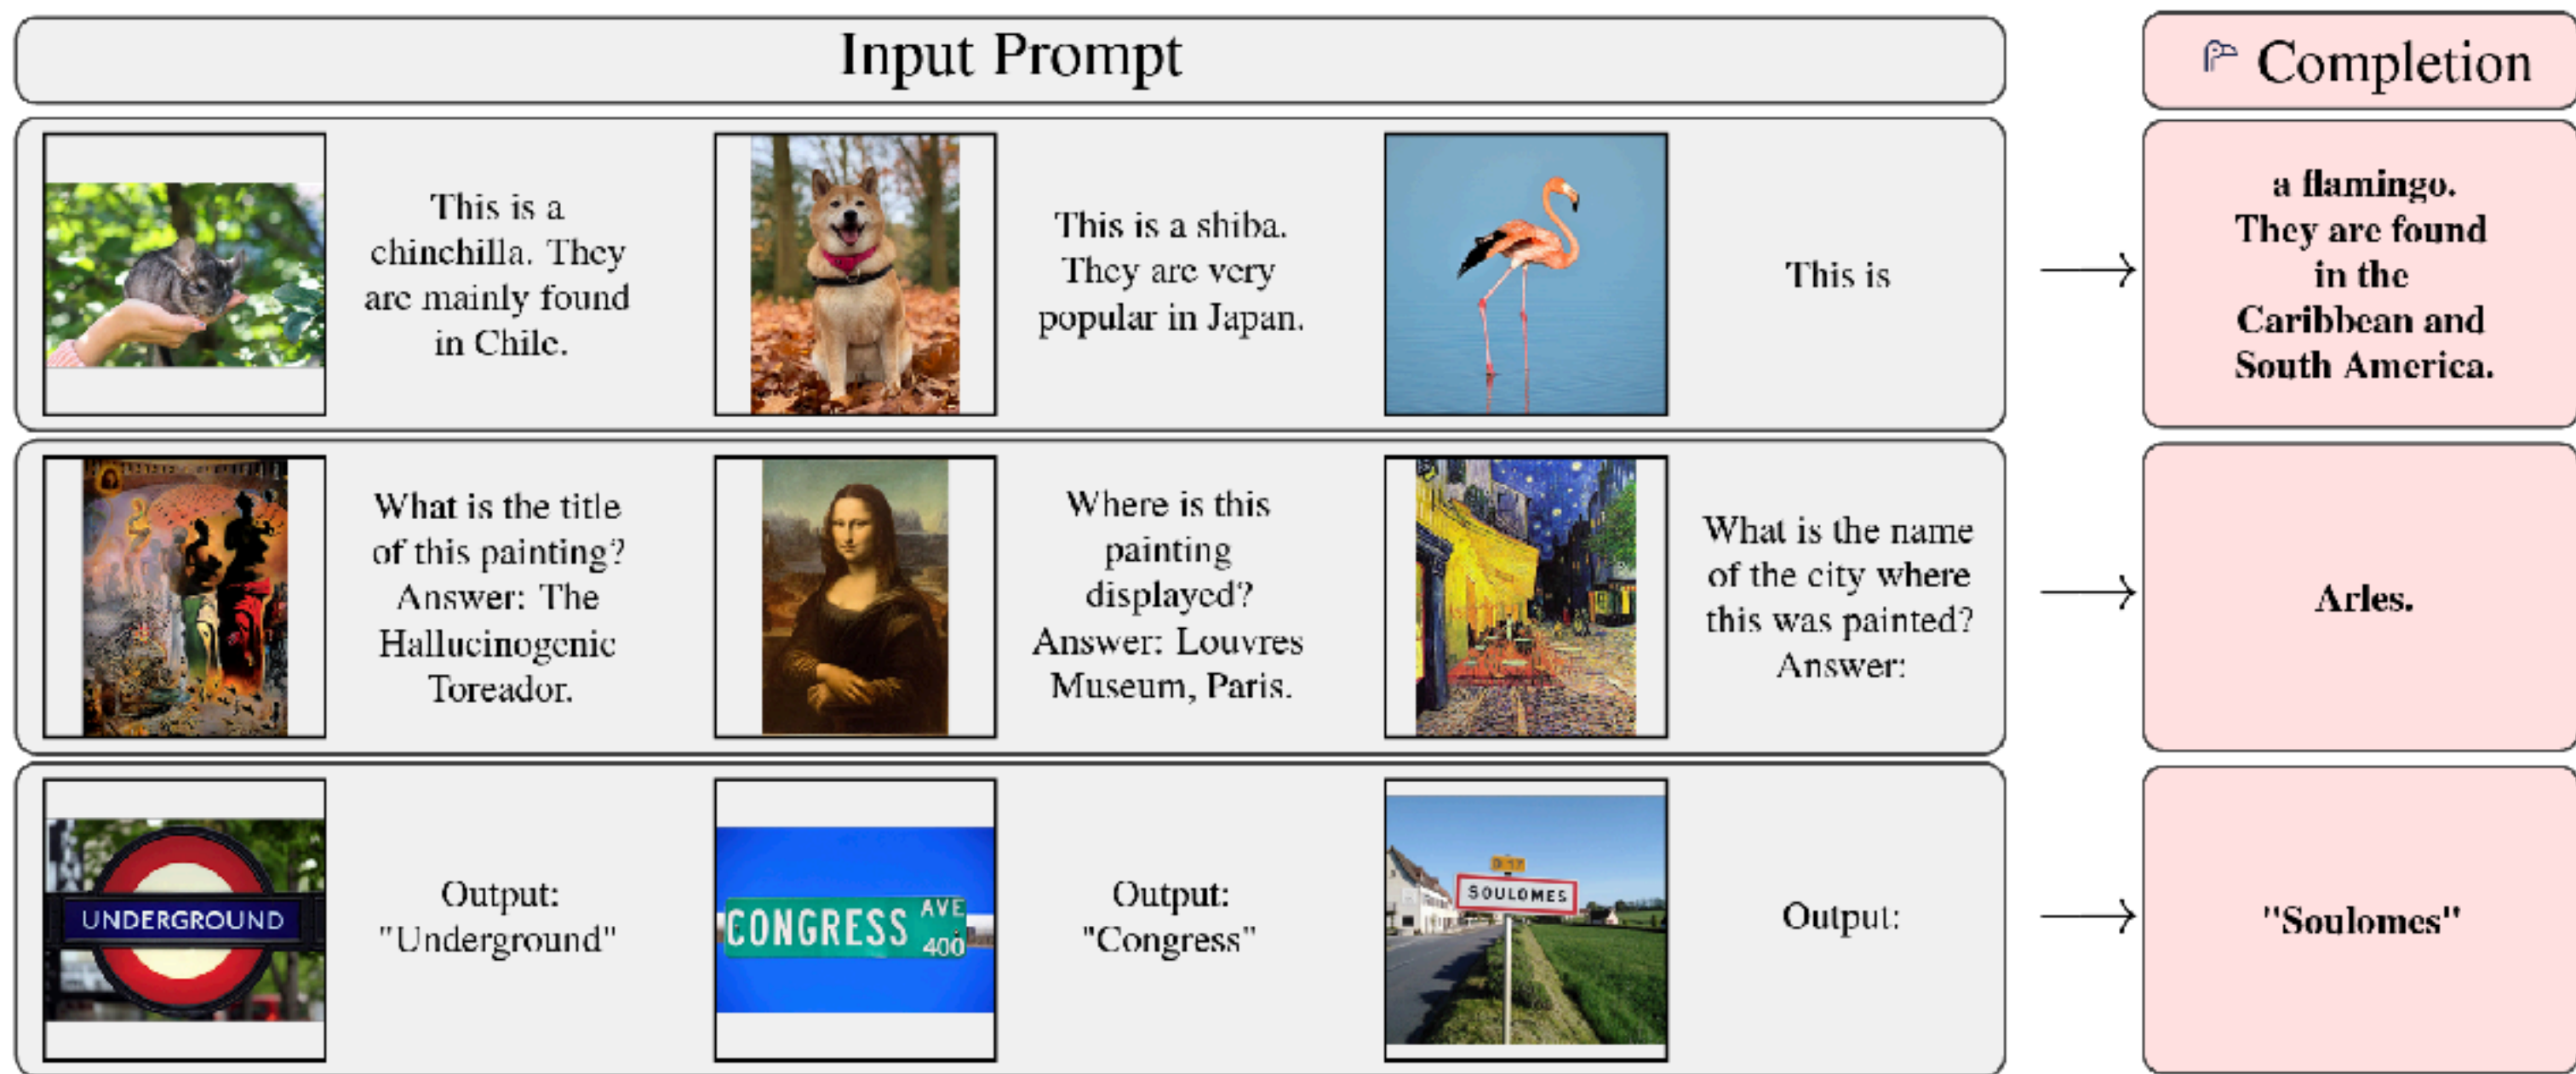 Input Prompt
Completion
This is a
chinchilla. They
are mainly found
in Chile.
This is a shiba.
They are very
popular in Japan.
This is
a flamingo.
They are found
in the
Caribbean and
South America.
What is the title
of this painting?
Answer: The
Hallucinogenic
Toreador.
Where is this
painting
displayed?
Answer: Louvres
Museum, Paris.
What is the name
of the city where
this was painted?
Answer:
Arles.
UNDERGROUND
Output:
"Underground"
CONGRESS AVE
400
Output:
"Congress"
SOULOMES
Output:
"Soulomes"